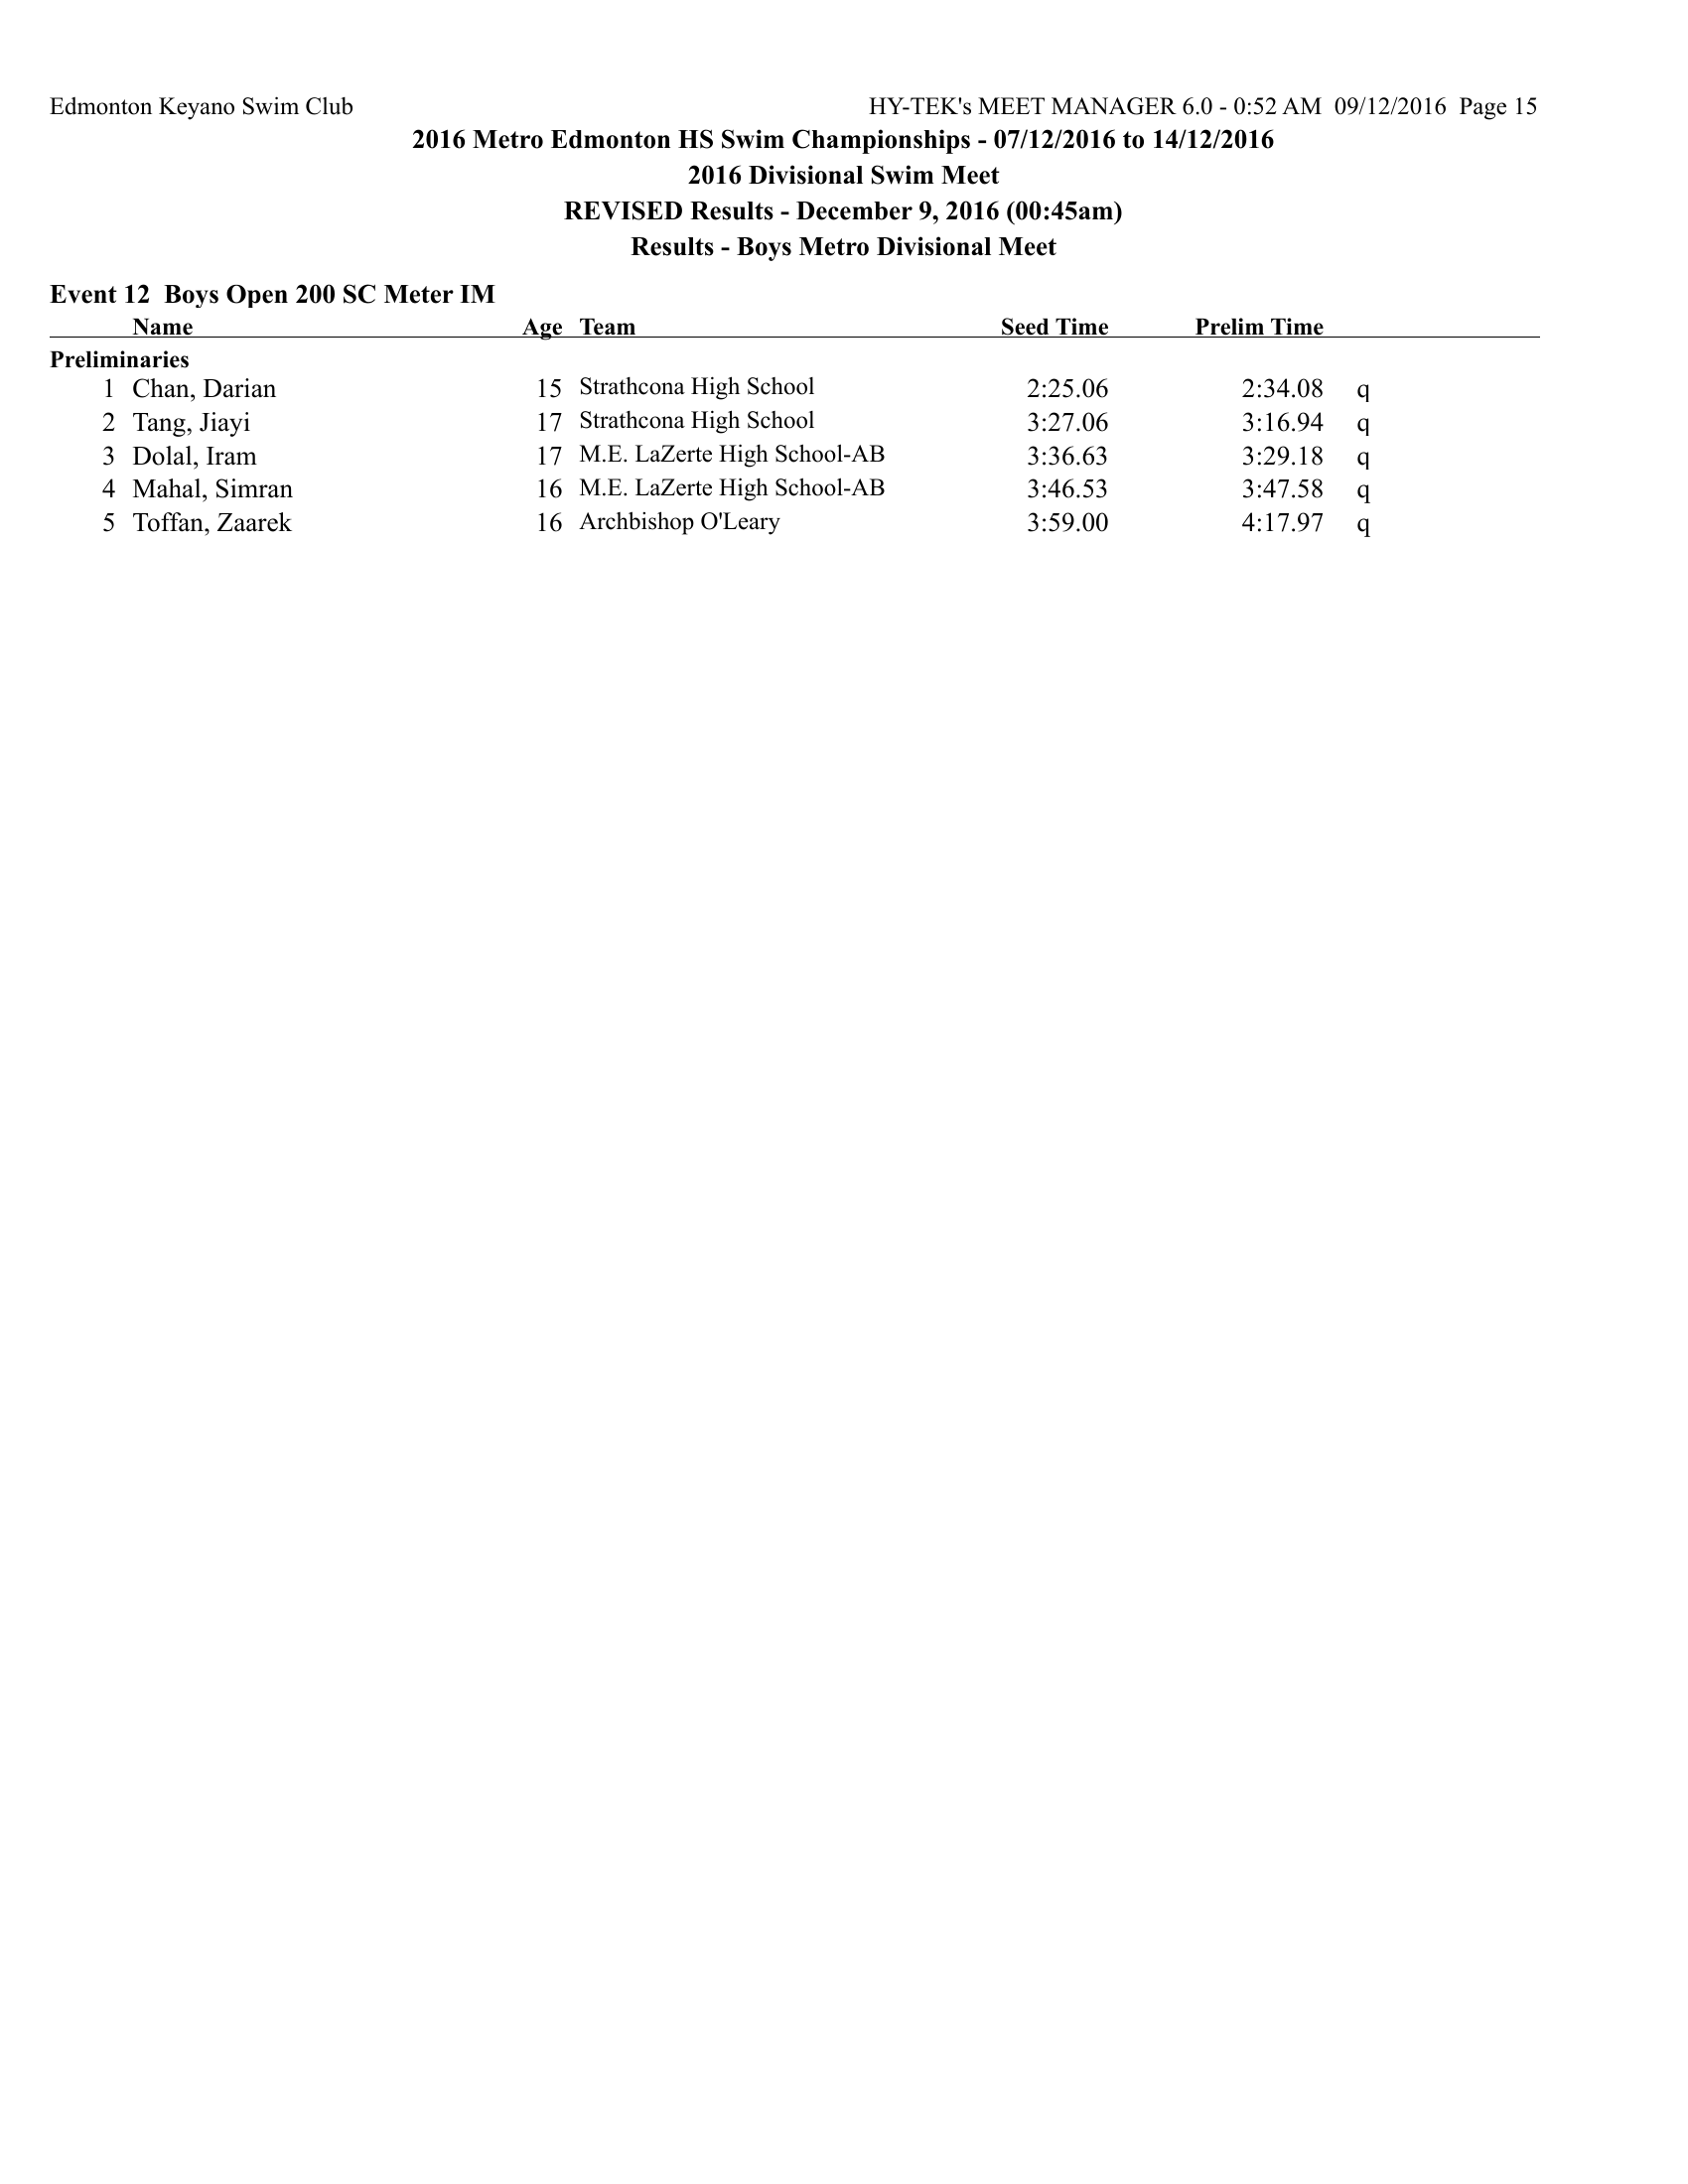 Edmonton Keyano Swim Club HY-TEK's MEET MANAGER 6.0 - 0:52 AM 09/12/2016 Page 15
2016 Metro Edmonton HS Swim Championships - 07/12/2016 to 14/12/2016
2016 Divisional Swim Meet
REVISED Results - December 9, 2016 (00:45am)
Results - Boys Metro Divisional Meet
Event 12 Boys Open 200 SC Meter IM
Name Age Team Seed Time Prelim Time
Preliminaries
1 Chan, Darian 15 Strathcona High School 2:25.06 2:34.08 q
2 Tang, Jiayi 17 Strathcona High School 3:27.06 3:16.94 q
3 Dolal, Iram 17 M.E. LaZerte High School-AB 3:36.63 3:29.18 q
4 Mahal, Simran 16 M.E. LaZerte High School-AB 3:46.53 3:47.58 q
5 Toffan, Zaarek 16 Archbishop O'Leary 3:59.00 4:17.97 q